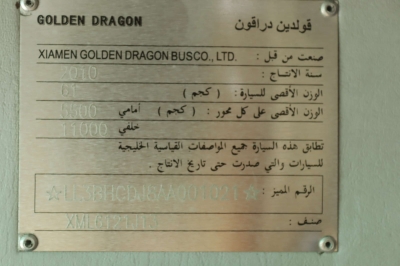 GOLDEN DRAGON قولدين دراقون
XIAMEN GOLDEN DRAGON BUSCO., LTD. صنعت من قبل :
سنة الانتاج : 2010
الوزن الأقصى للسيارة : ( كجم )
الوزن الأقصى على كل محور : ( كجم ) أمامي
خلفي 11000
تطابق هذه السيارة جميع المواصفات القياسية الخليجية
للسيارات والتي صدرت حتى تاريخ الانتاج .
الرقم المميز :
صنف :